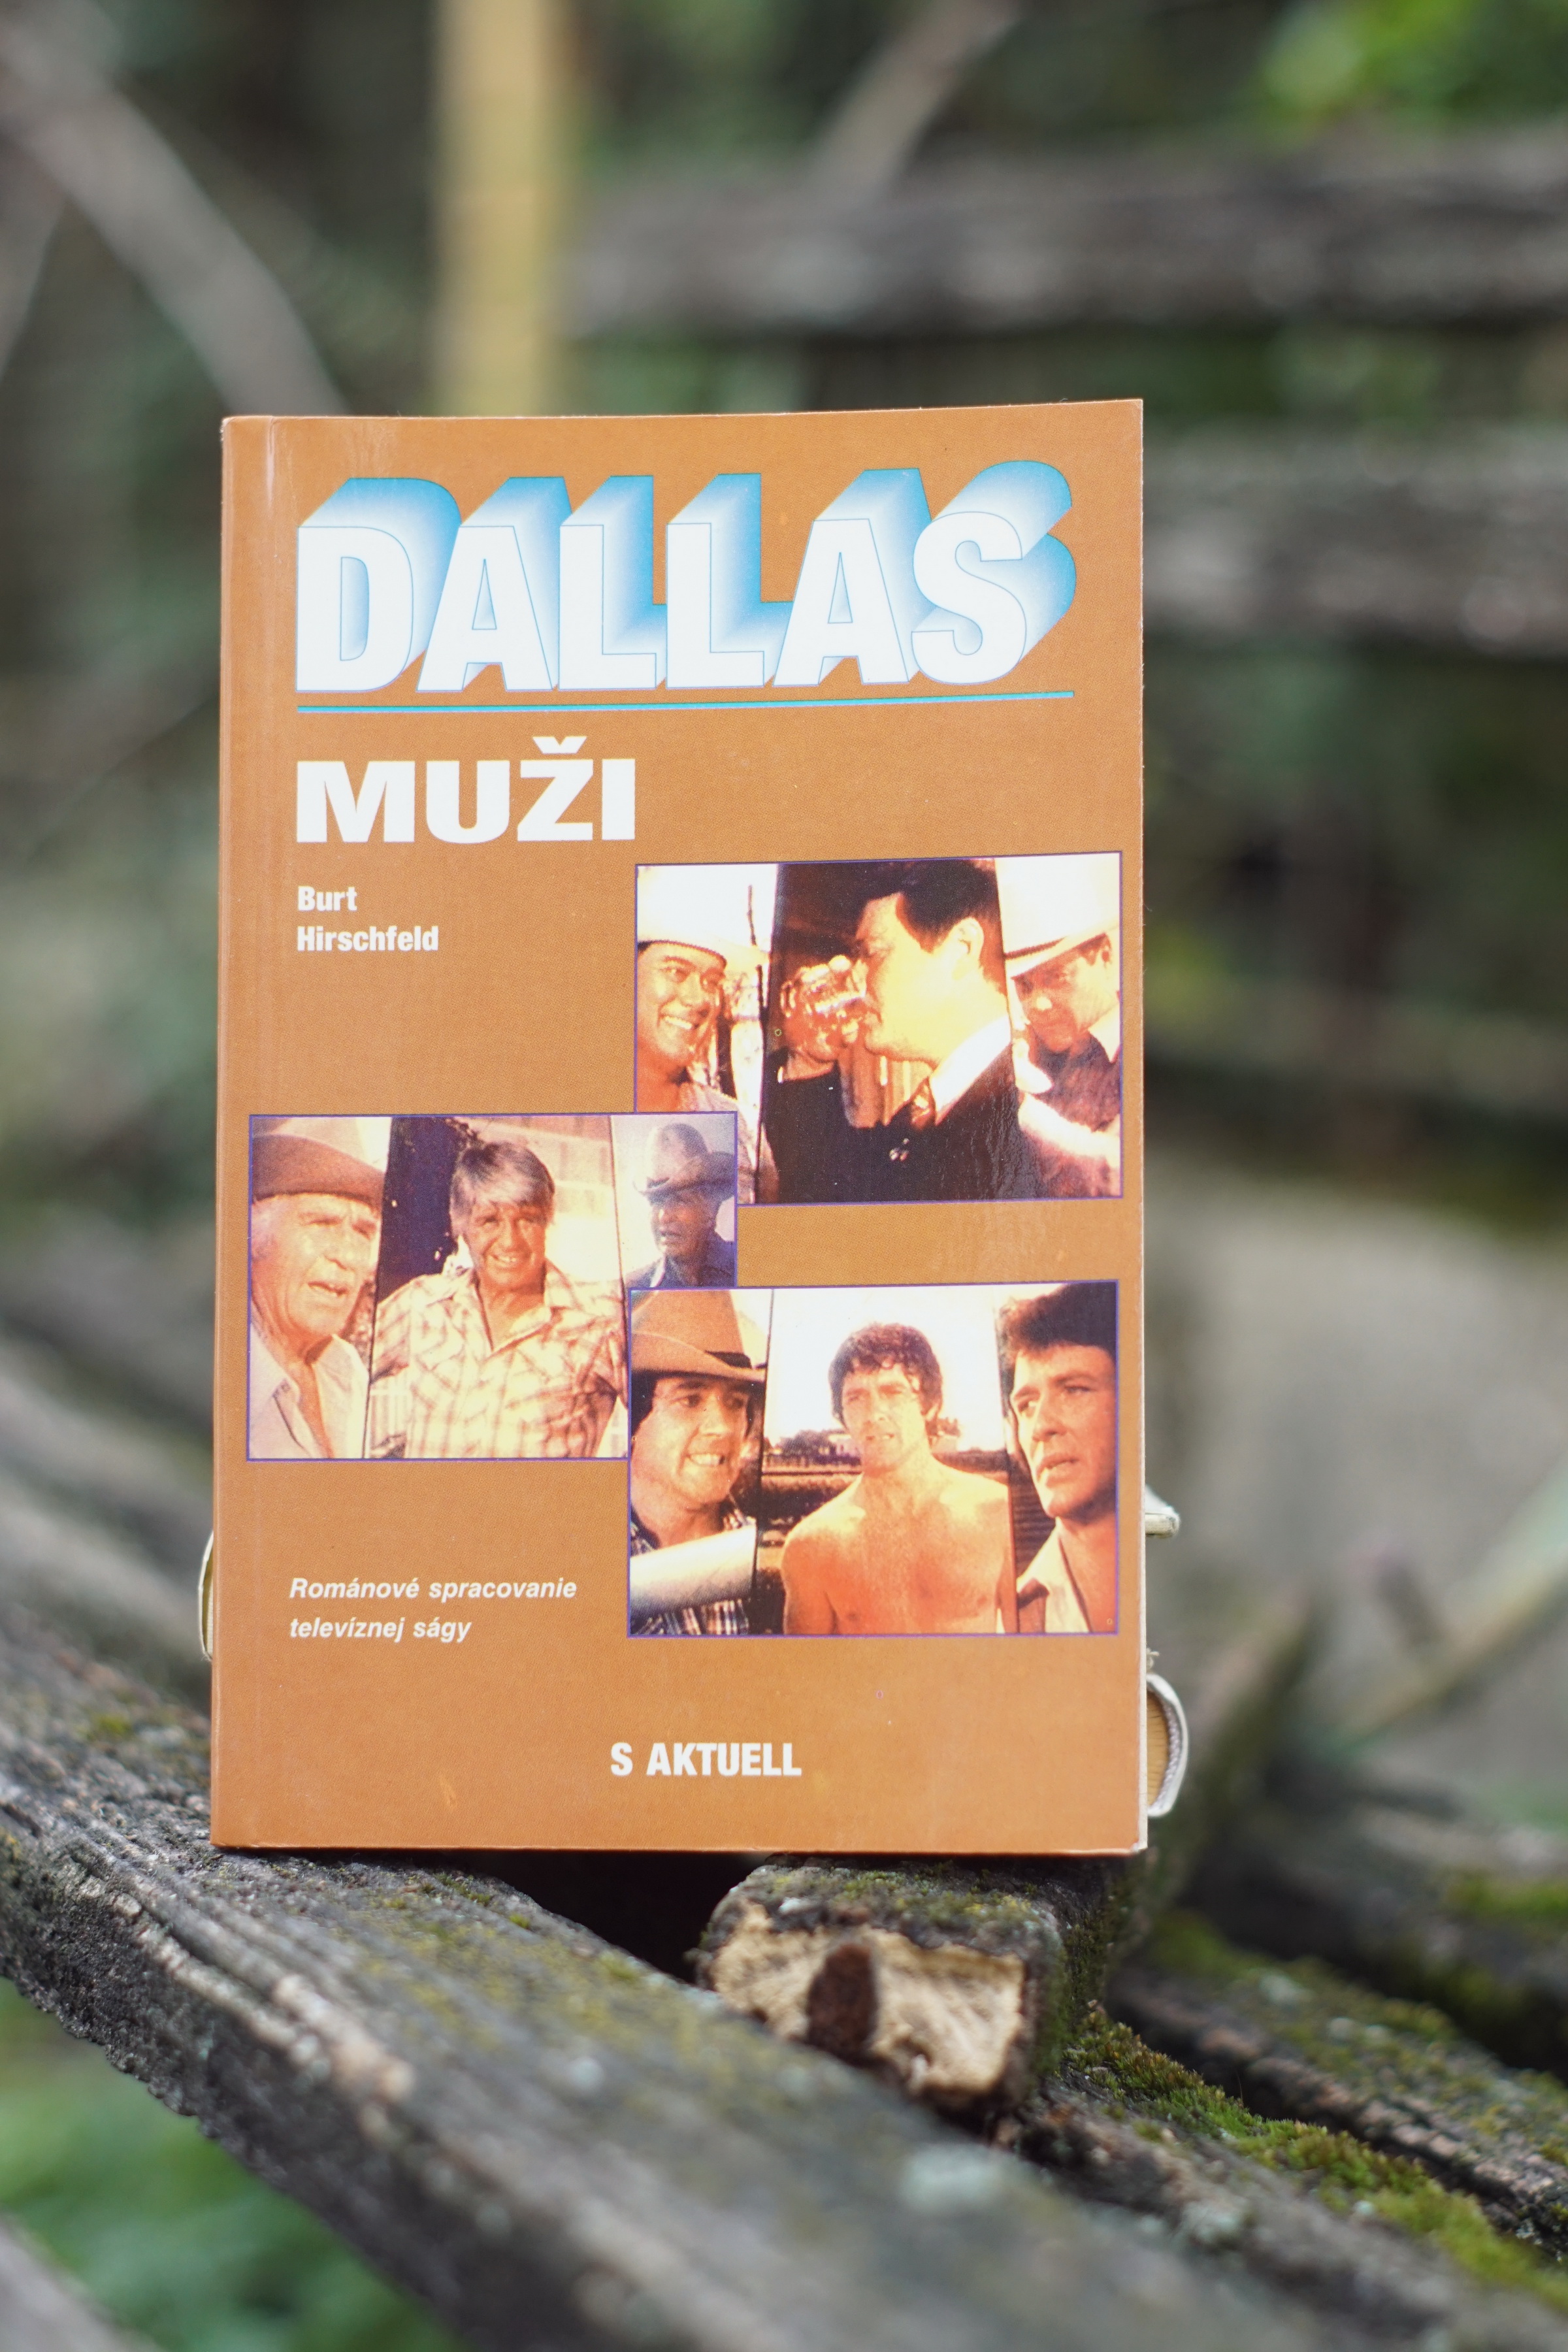 DALLAS
MUŽI
Burt
Hirschfeld
Románové spracovanie
televíznej ságy
S AKTUELL